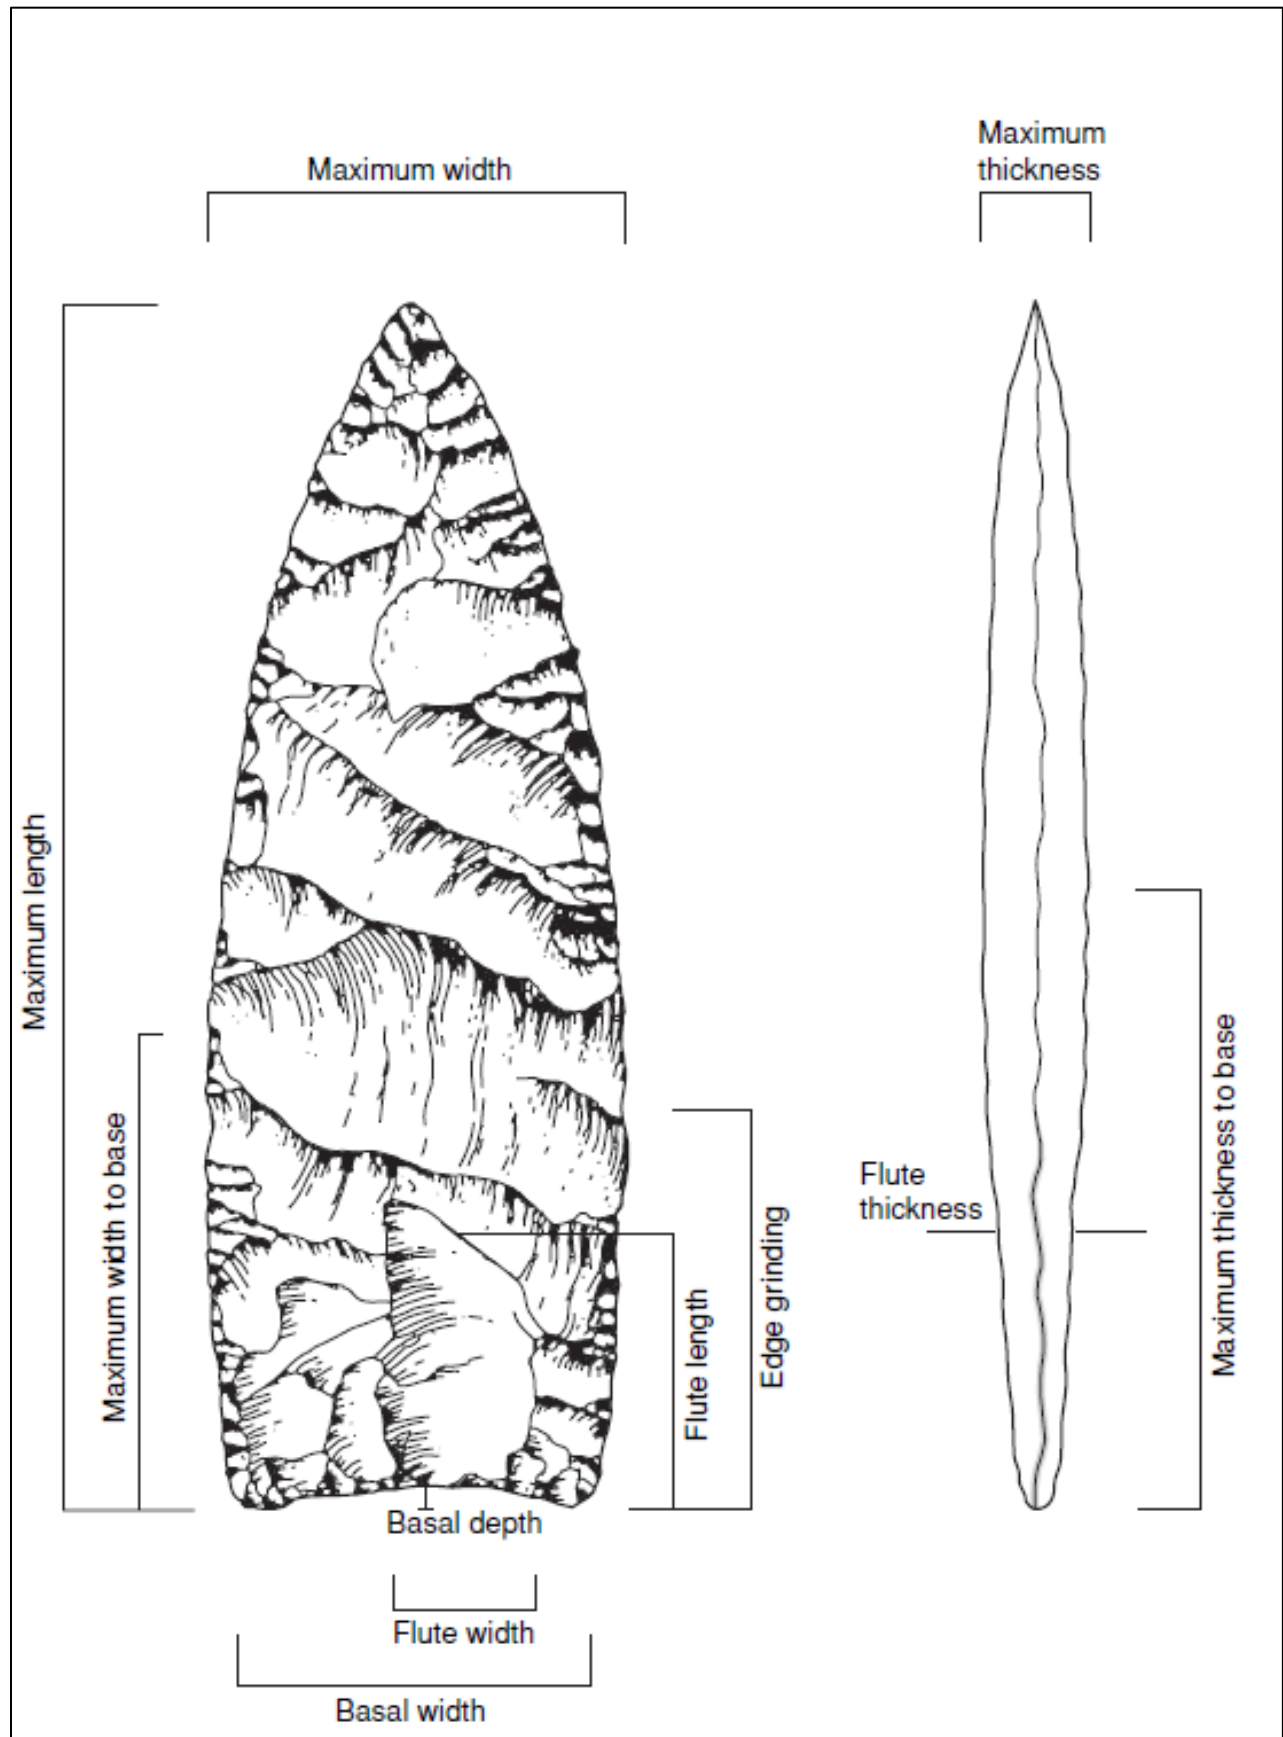 Maximum
thickness
Maximum width
Maximum length
Maximum width to base
Flute
thickness
Maximum thickness to base
Edge grinding
Flute length
Basal depth
Flute width
Basal width